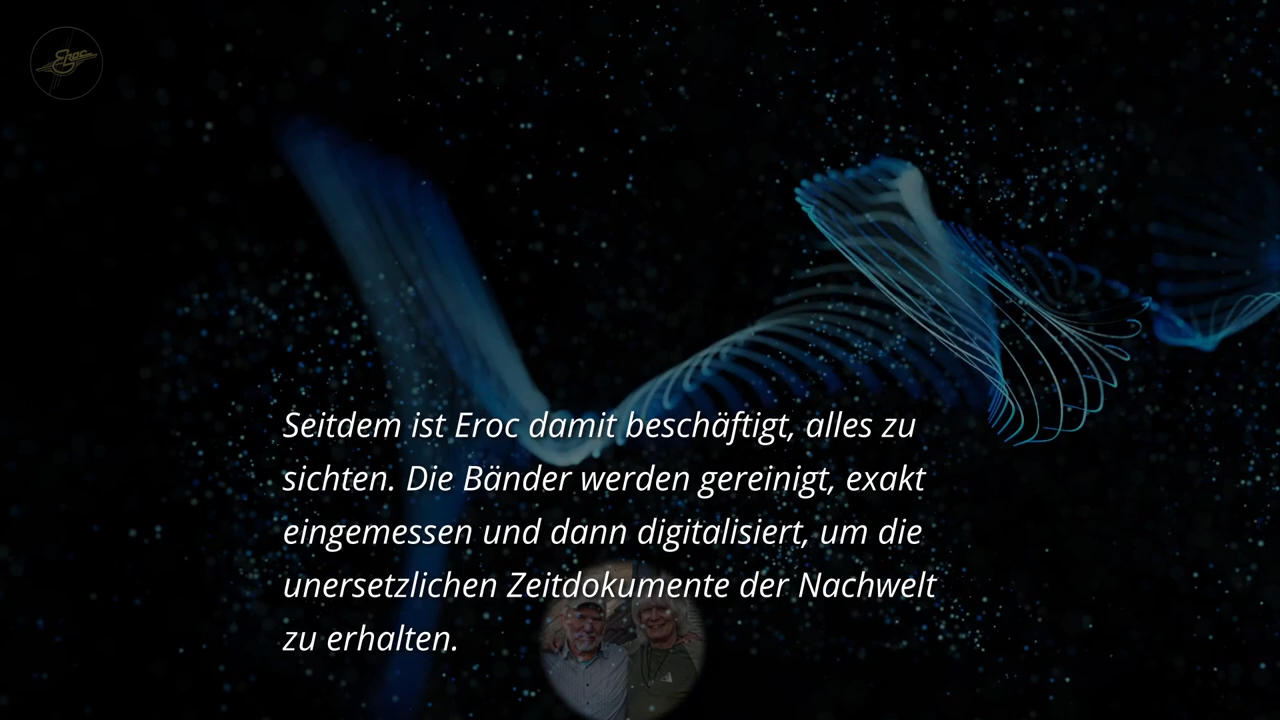 Eroc
Seitdem ist Eroc damit beschäftigt, alles zu
sichten. Die Bänder werden gereinigt, exakt
eingemessen und dann digitalisiert, um die
unersetzlichen Zeitdokumente der Nachwelt
zu erhalten.